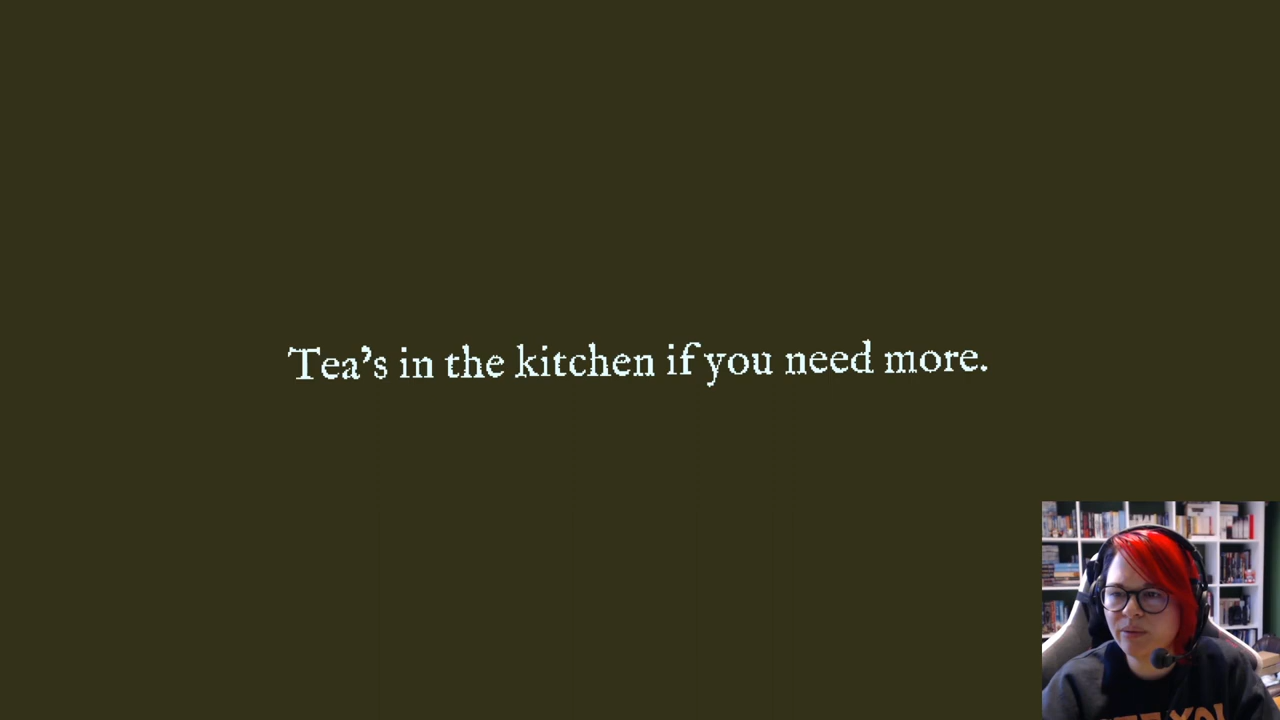 Tea’s in the kitchen if you need more.